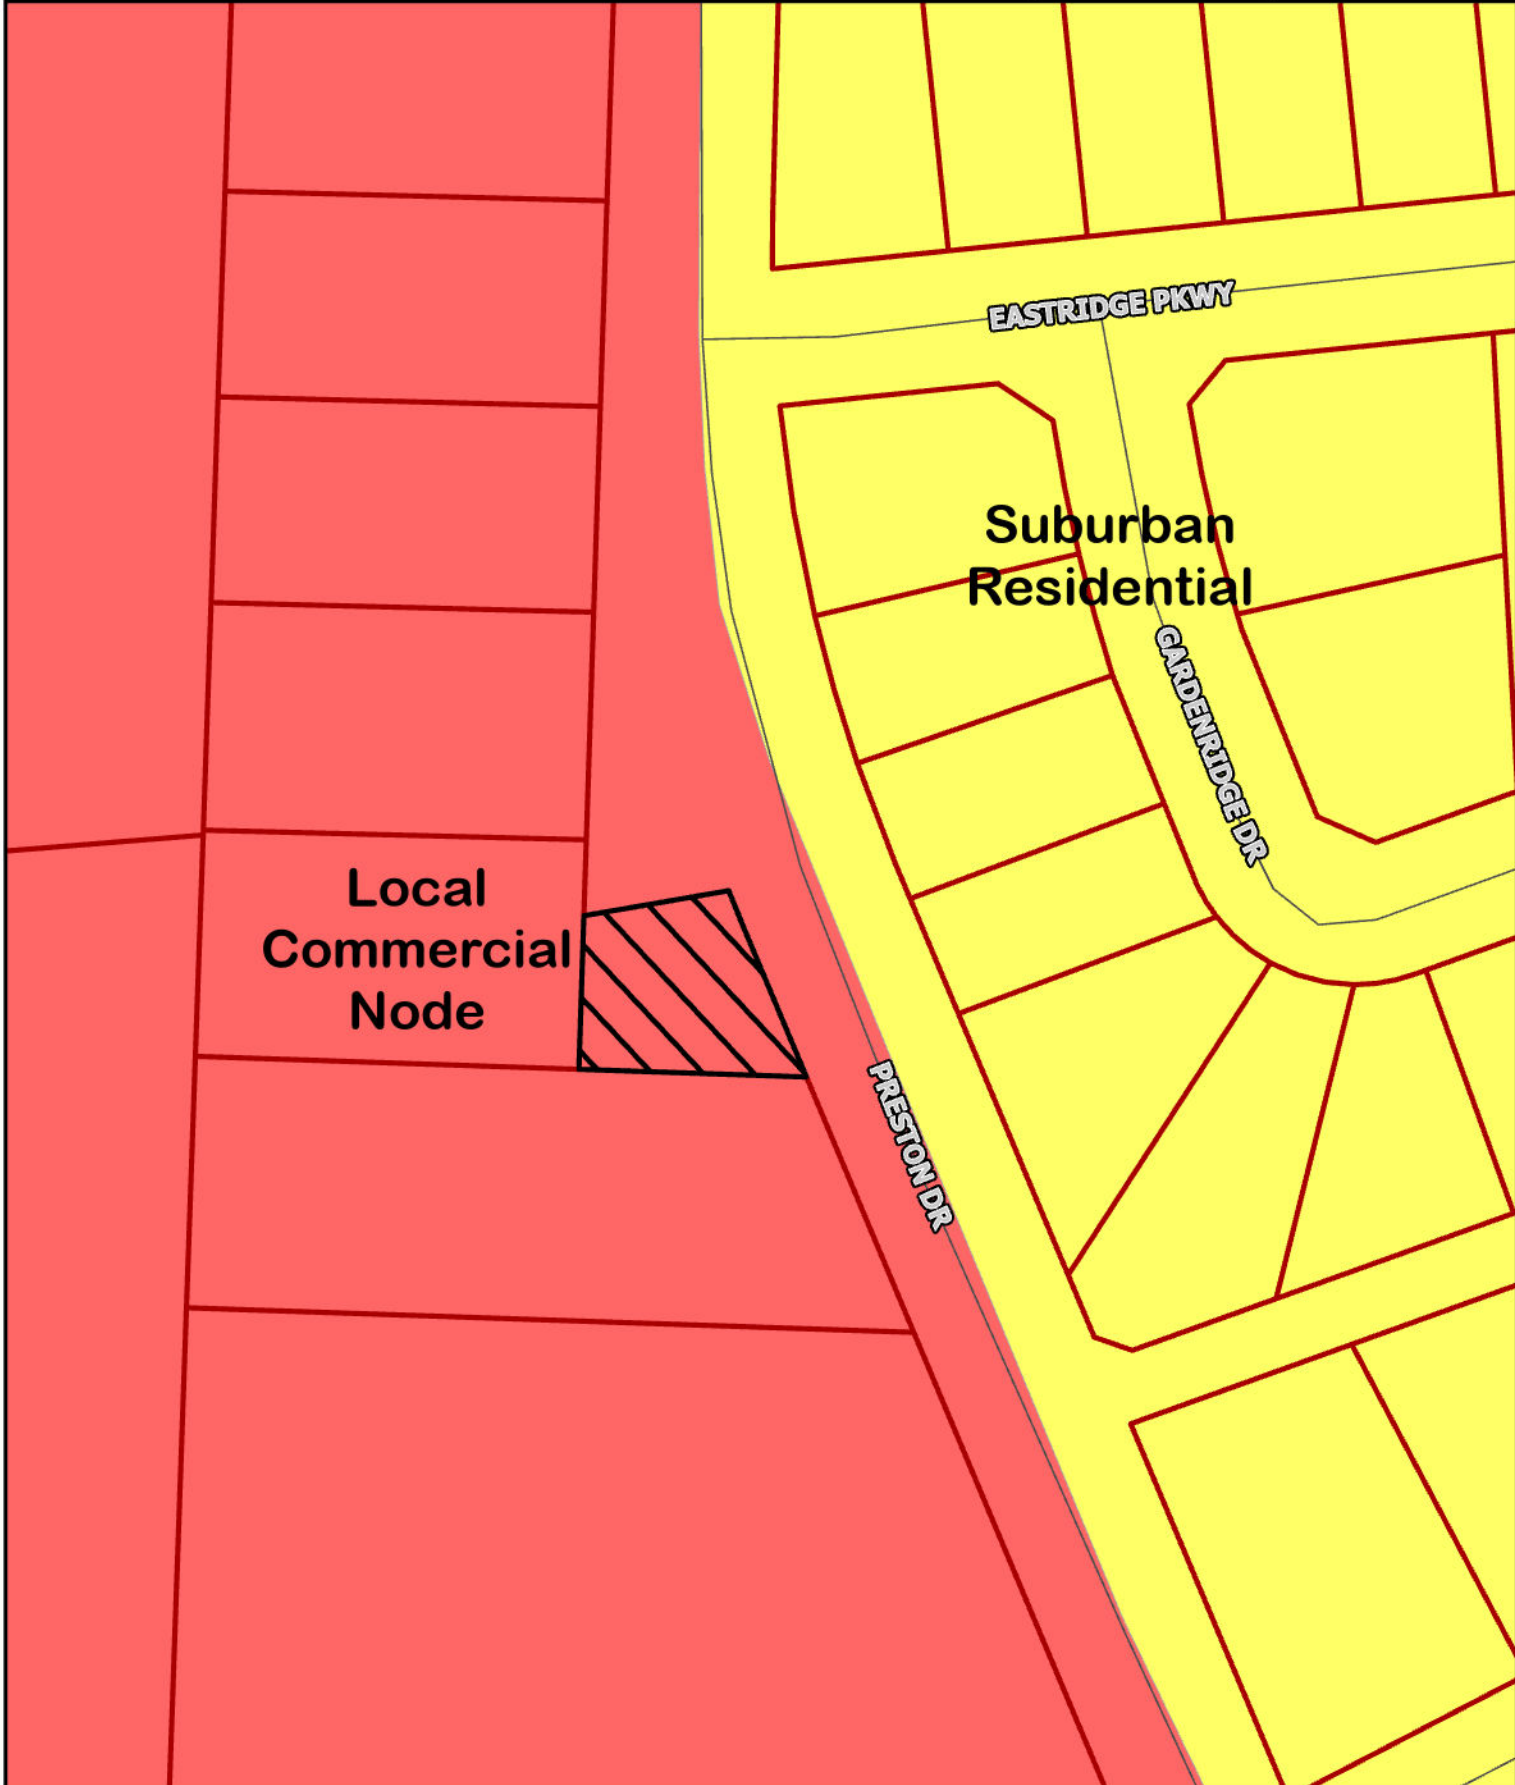 EASTRIDGE PKWY
Suburban
Residential
GARDENRIDGE DR
Local
Commercial
Node
PRESTON DR